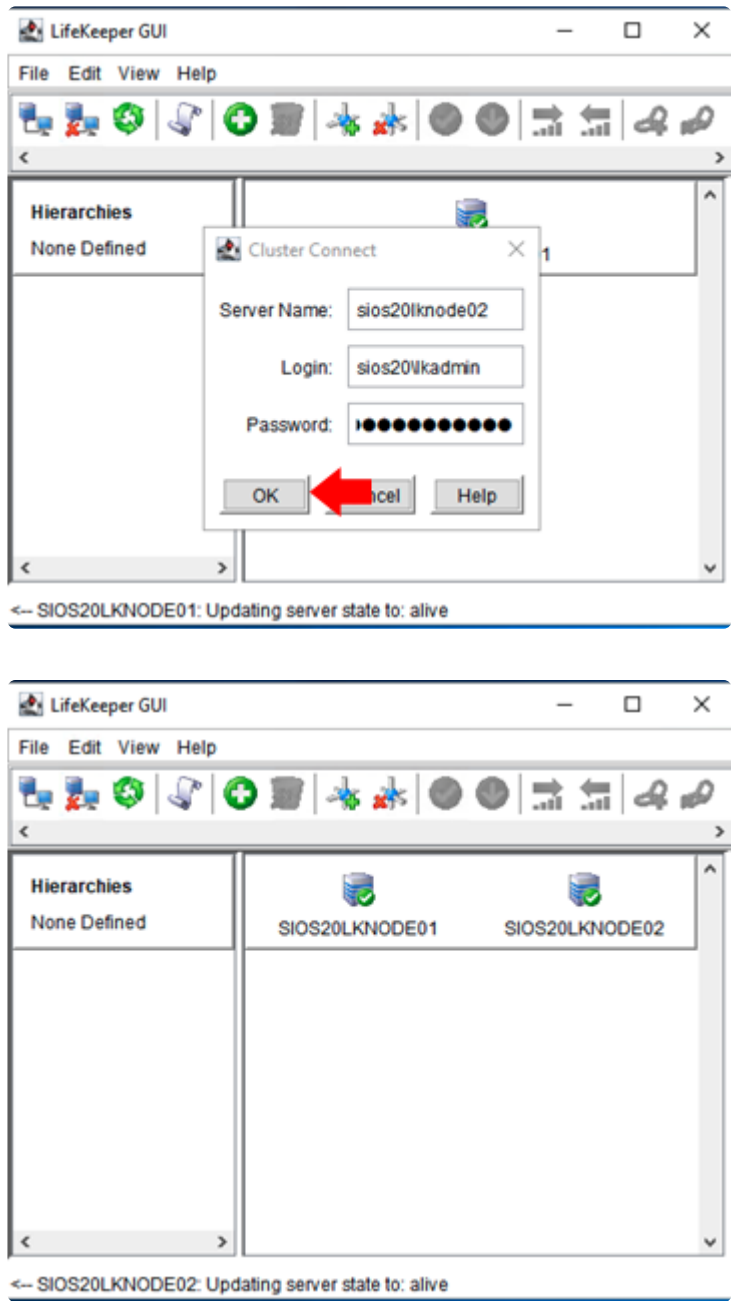 LifeKeeper GUI
File Edit View Help
Hierarchies
None Defined
1
Cluster Connect
Server Name: sios20lknode02
Login: sios20\lkadmin
Password: ●●●●●●●●●●●
OK
Help
<-- SIOS20LKNODE01: Updating server state to: alive
LifeKeeper GUI
File Edit View Help
Hierarchies
None Defined
SIOS20LKNODE01 SIOS20LKNODE02
<-- SIOS20LKNODE02: Updating server state to: alive